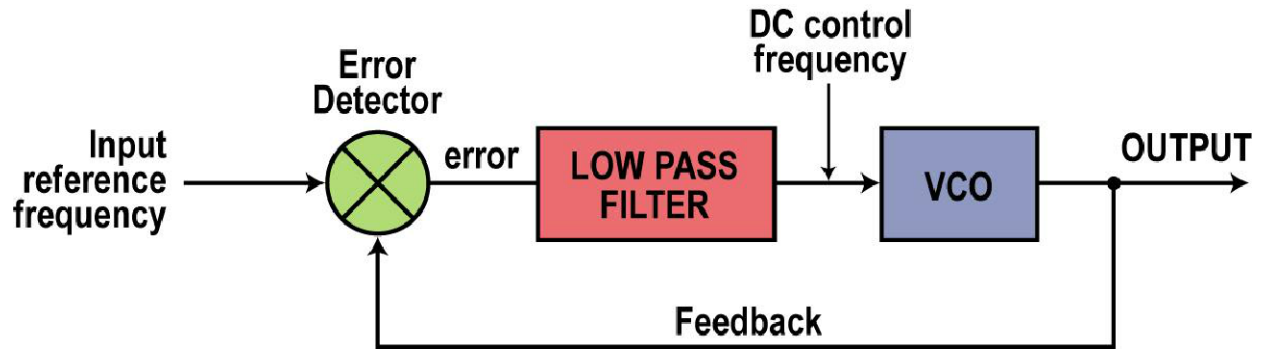 Input
reference
frequency
Error
Detector
error
LOW PASS
FILTER
DC control
frequency
VCO
OUTPUT
Feedback